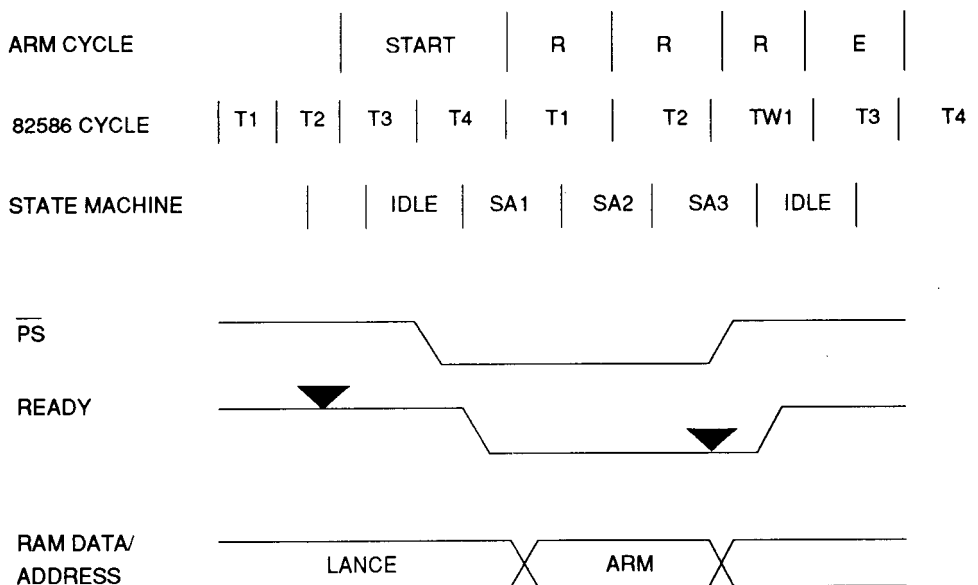 ARM CYCLE START R R R E
82586 CYCLE T1 T2 T3 T4 T1 T2 TW1 T3 T4
STATE MACHINE IDLE SA1 SA2 SA3 IDLE
PS
READY
RAM DATA/
ADDRESS LANCE ARM